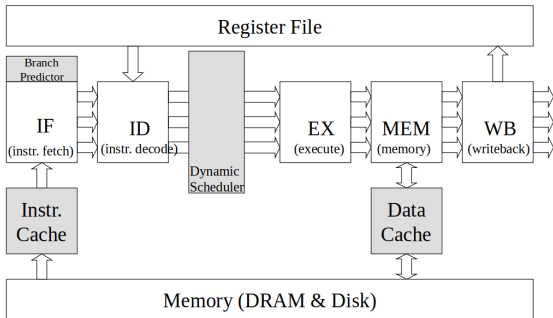 Register File
Branch
Predictor
IF
(instr. fetch)
ID
(instr. decode)
Dynamic
Scheduler
EX
(execute)
MEM
(memory)
WB
(writeback)
Instr.
Cache
Data
Cache
Memory (DRAM & Disk)